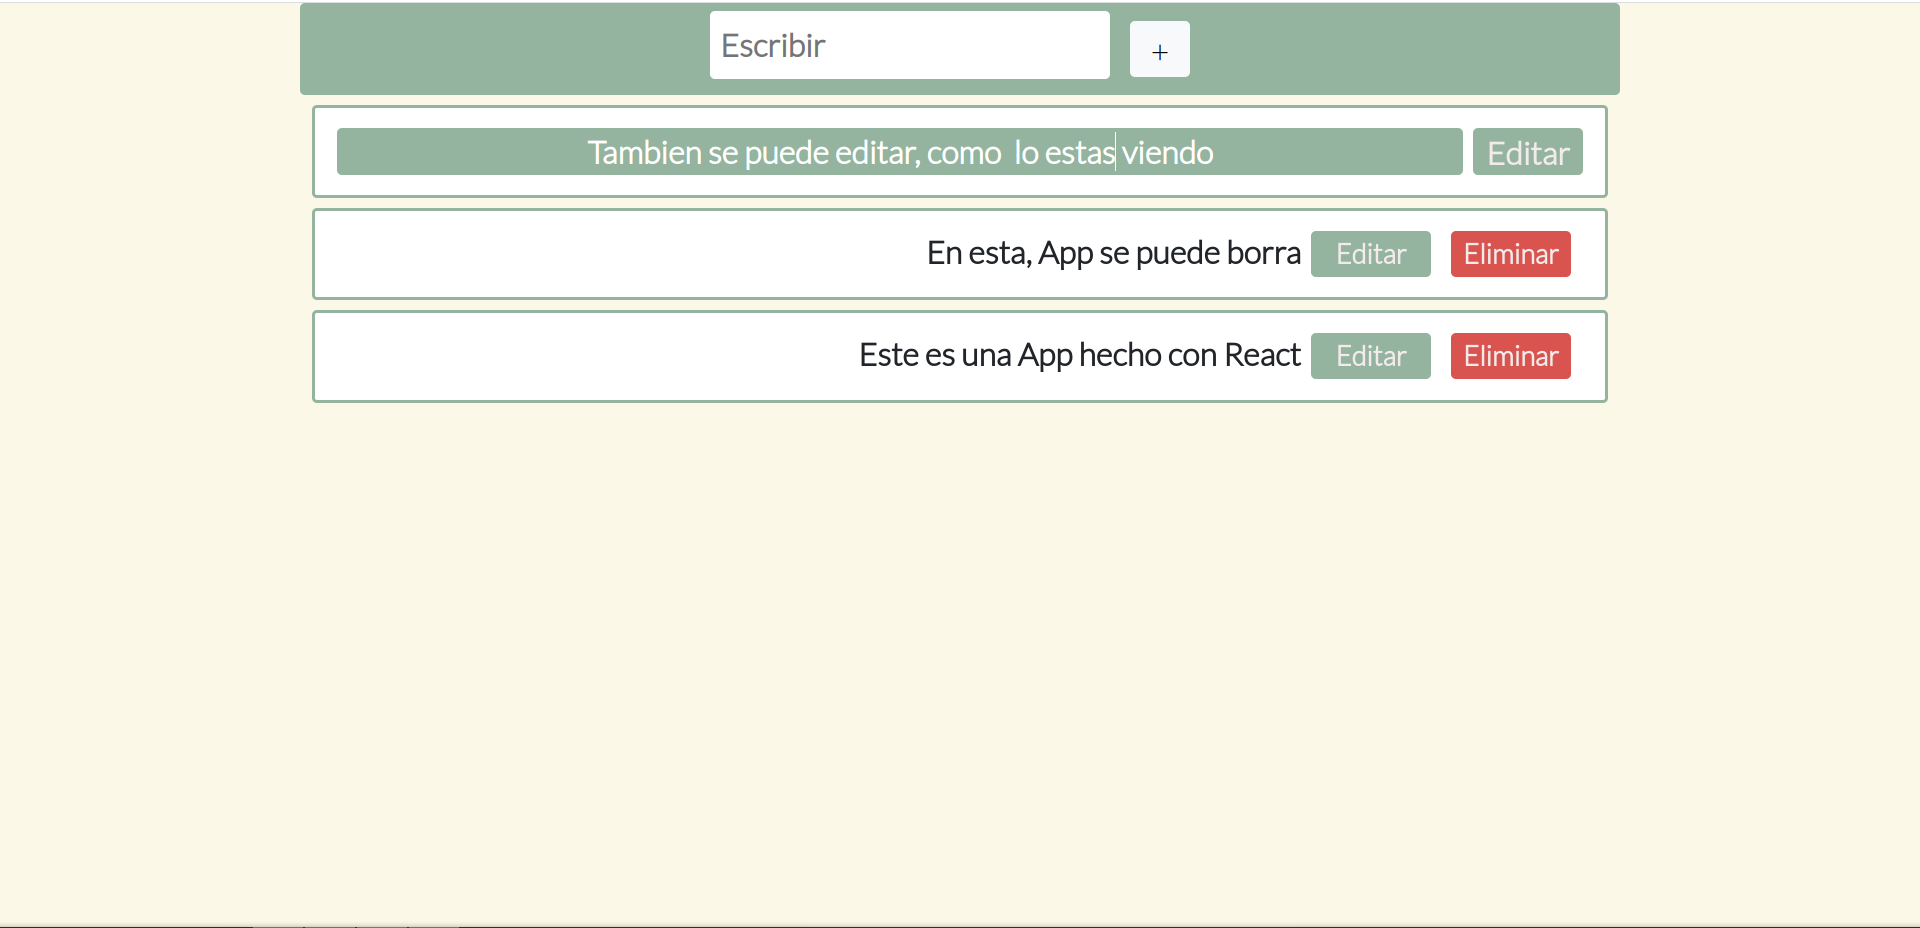 Escribir +
Tambien se puede editar, como  lo estas viendo Editar
En esta, App se puede borra Editar Eliminar
Este es una App hecho con React Editar Eliminar